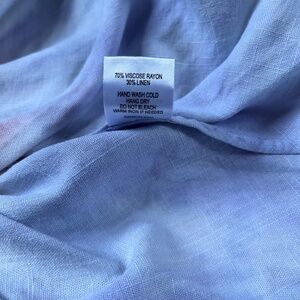 70% VISCOSE RAYON
30% LINEN
HAND WASH COLD
HANG DRY
DO NOT BLEACH
WARM IRON IF NEEDED